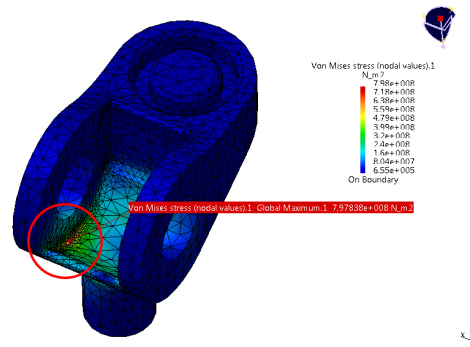 Von Mises stress (nodal values).1
N_m2
7.98e+008
7.18e+008
6.38e+008
5.59e+008
4.79e+008
3.99e+008
3.2e+008
2.4e+008
1.6e+008
8.04e+007
6.55e+005
On Boundary
Von Mises stress (nodal values).1 Global Maximum.1 7.97838e+008 N_m2
x_